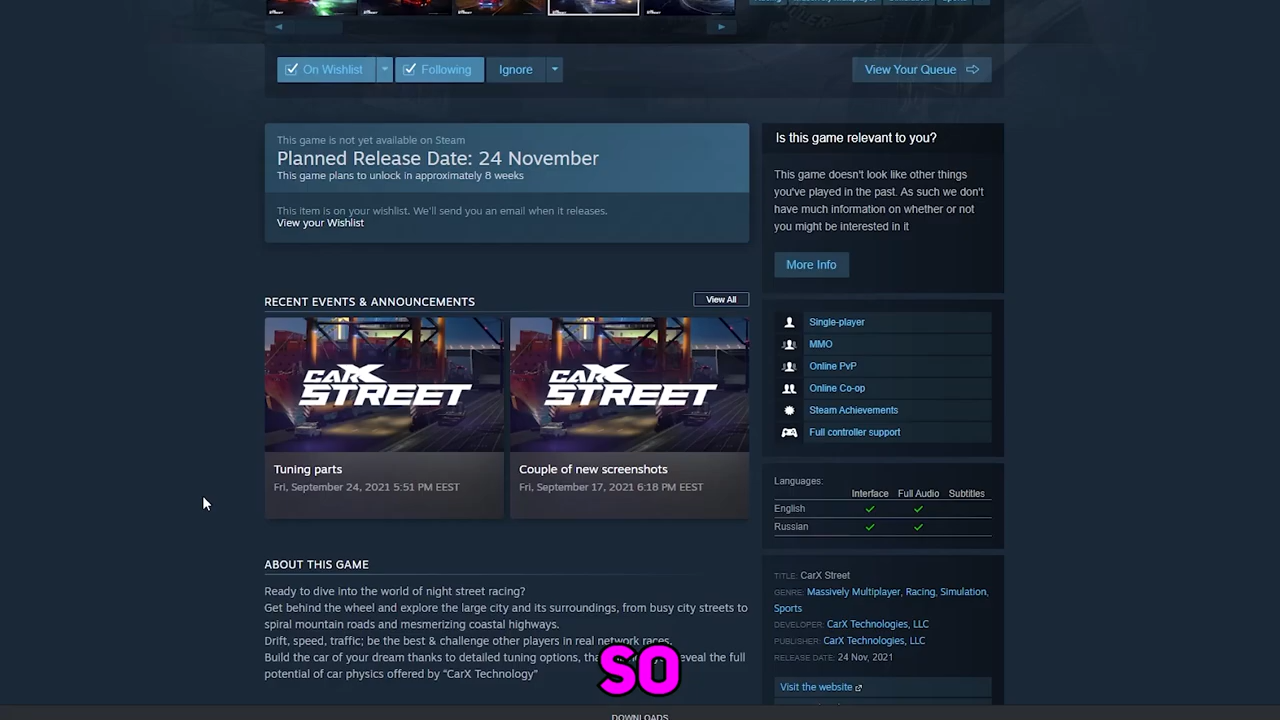 On Wishlist
Following
Ignore
View Your Queue
This game is not yet available on Steam
Planned Release Date: 24 November
This game plans to unlock in approximately 8 weeks
This item is on your wishlist. We'll send you an email when it releases.
View your Wishlist
RECENT EVENTS & ANNOUNCEMENTS
View All
CARX STREET
CARX STREET
Tuning parts
Fri, September 24, 2021 5:51 PM EEST
Couple of new screenshots
Fri, September 17, 2021 6:18 PM EEST
ABOUT THIS GAME
Ready to dive into the world of night street racing?
Get behind the wheel and explore the large city and its surroundings, from busy city streets to
spiral mountain roads and mesmerizing coastal highways.
Drift, speed, traffic; be the best & challenge other players in real network races.
Build the car of your dream thanks to detailed tuning options, reveal the full
potential of car physics offered by “CarX Technology”
SO
Is this game relevant to you?
This game doesn't look like other things
you've played in the past. As such we don't
have much information on whether or not
you might be interested in it
More Info
Single-player
MMO
Online PvP
Online Co-op
Steam Achievements
Full controller support
Languages:
Interface Full Audio Subtitles
English
Russian
TITLE: CarX Street
GENRE: Massively Multiplayer, Racing, Simulation,
Sports
DEVELOPER: CarX Technologies, LLC
PUBLISHER: CarX Technologies, LLC
RELEASE DATE: 24 Nov, 2021
Visit the website
DOWNLOADS